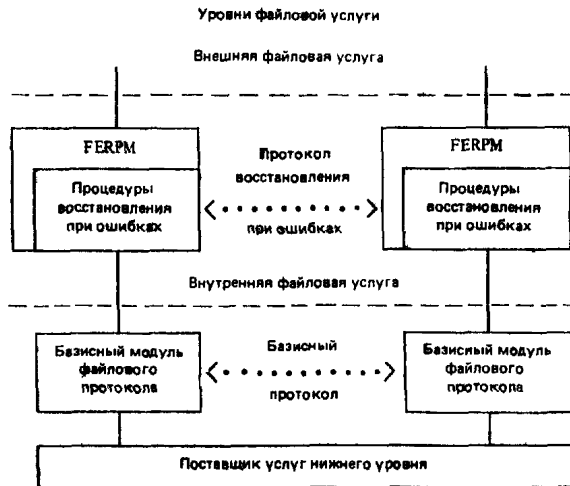 Уровни файловой услуги
Внешняя файловая услуга
FERPM
Процедуры
восстановления
при ошибках
Протокол
восстановления
при ошибках
FERPM
Процедуры
восстановления
при ошибках
Внутренняя файловая услуга
Базисный модуль
файлового
протокола
Базисный
протокол
Базисный модуль
файлового
протокола
Поставщик услуг нижнего уровня